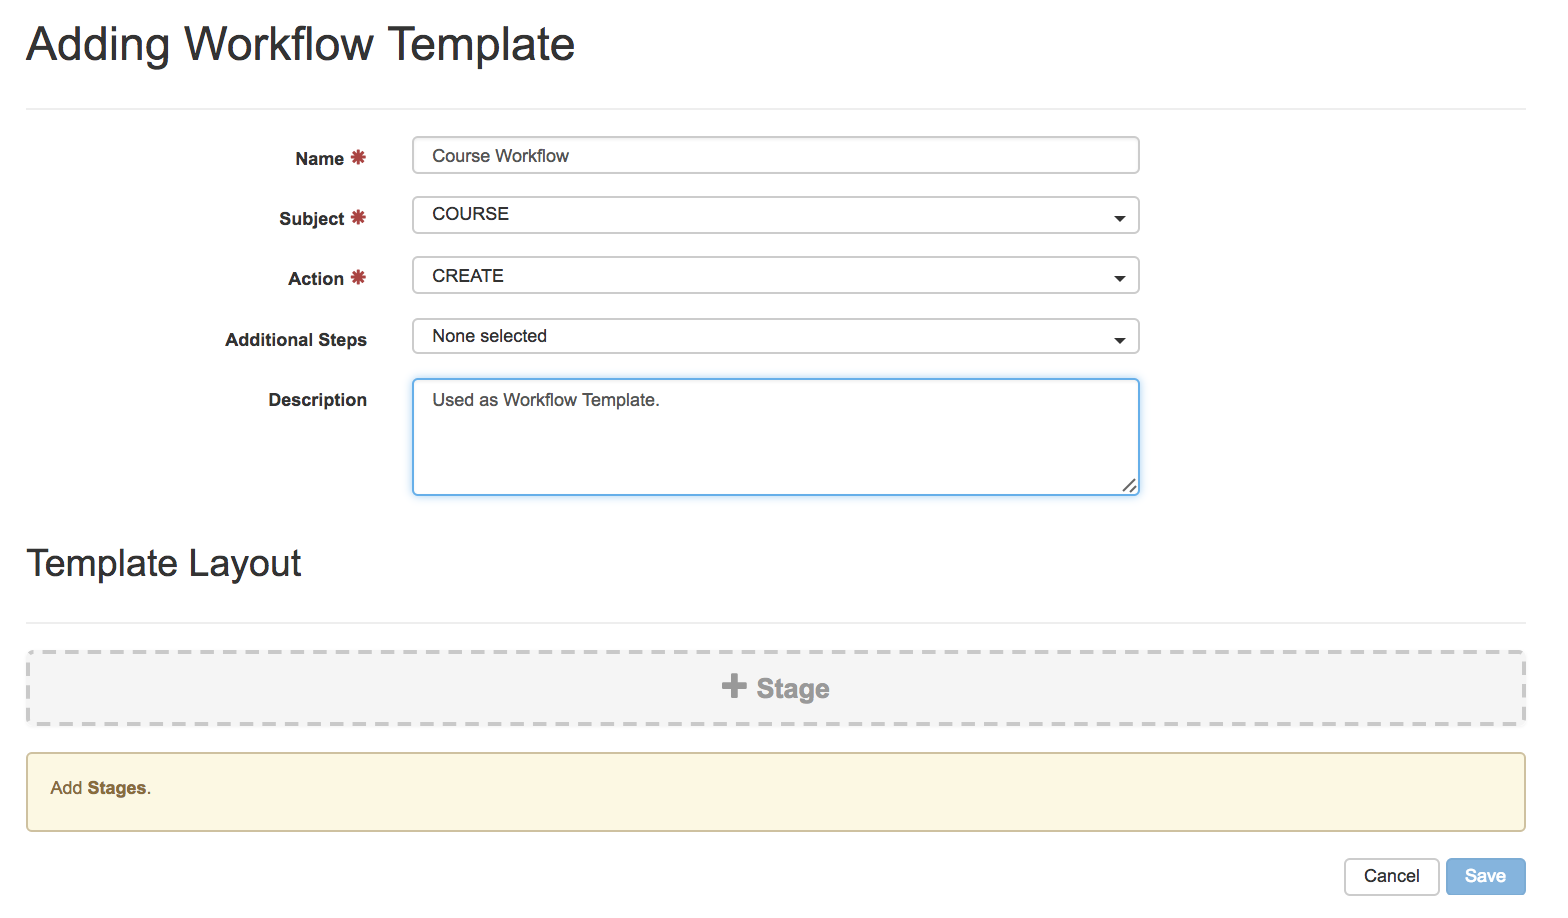 Adding Workflow Template
Name * Course Workflow
Subject * COURSE
Action * CREATE
Additional Steps None selected
Description Used as Workflow Template.
Template Layout
+ Stage
Add Stages.
Cancel Save